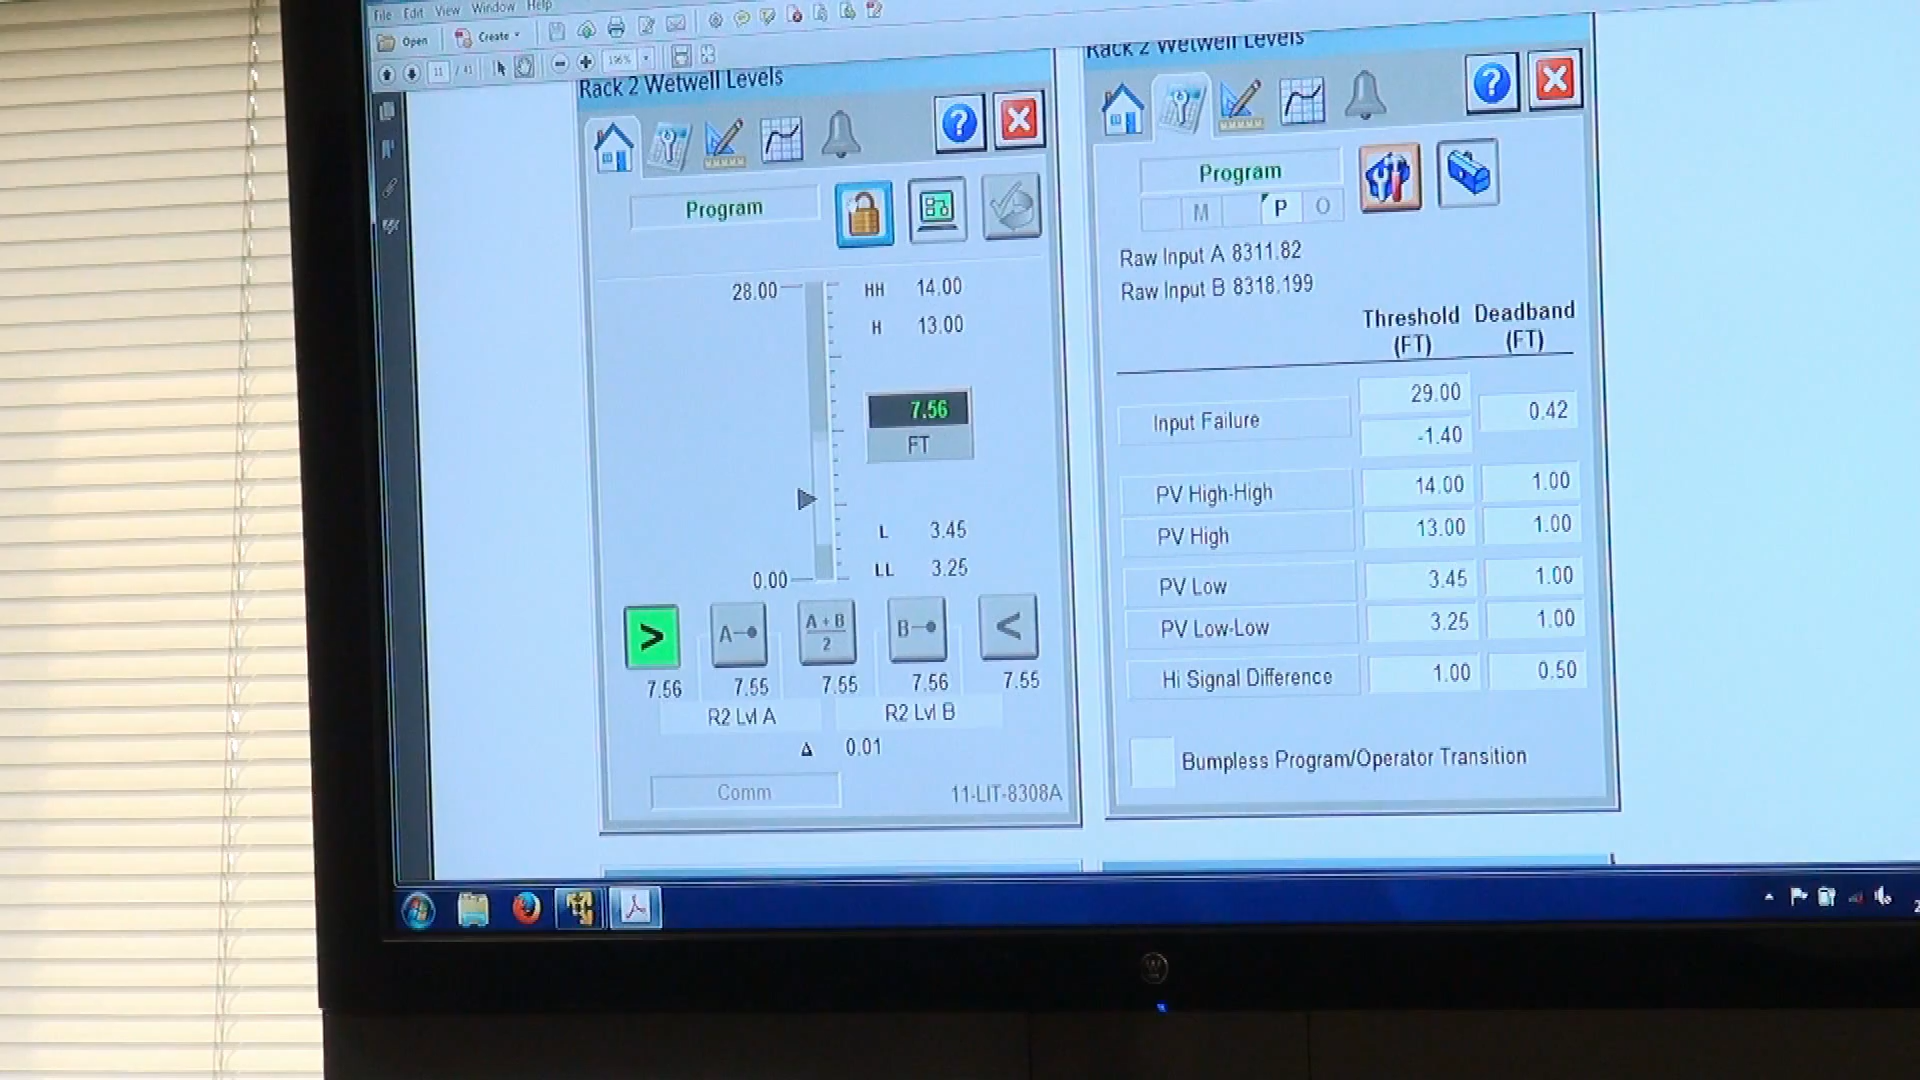 File Edit View Window Help
Open Create
11 / 41 196%
Rack 2 Wetwell Levels
?
Program
28.00
HH 14.00
H 13.00
7.56
FT
L 3.45
LL 3.25
0.00
> A A+B B <
2
7.56 7.55 7.55 7.56 7.55
R2 Lvl A R2 Lvl B
Δ 0.01
Comm 11-LIT-8308A
Rack 2 Wetwell Levels
?
Program
M P O
Raw Input A 8311.82
Raw Input B 8318.199
Threshold Deadband
(FT) (FT)
Input Failure 29.00 0.42
-1.40
PV High-High 14.00 1.00
PV High 13.00 1.00
PV Low 3.45 1.00
PV Low-Low 3.25 1.00
Hi Signal Difference 1.00 0.50
Bumpless Program/Operator Transition